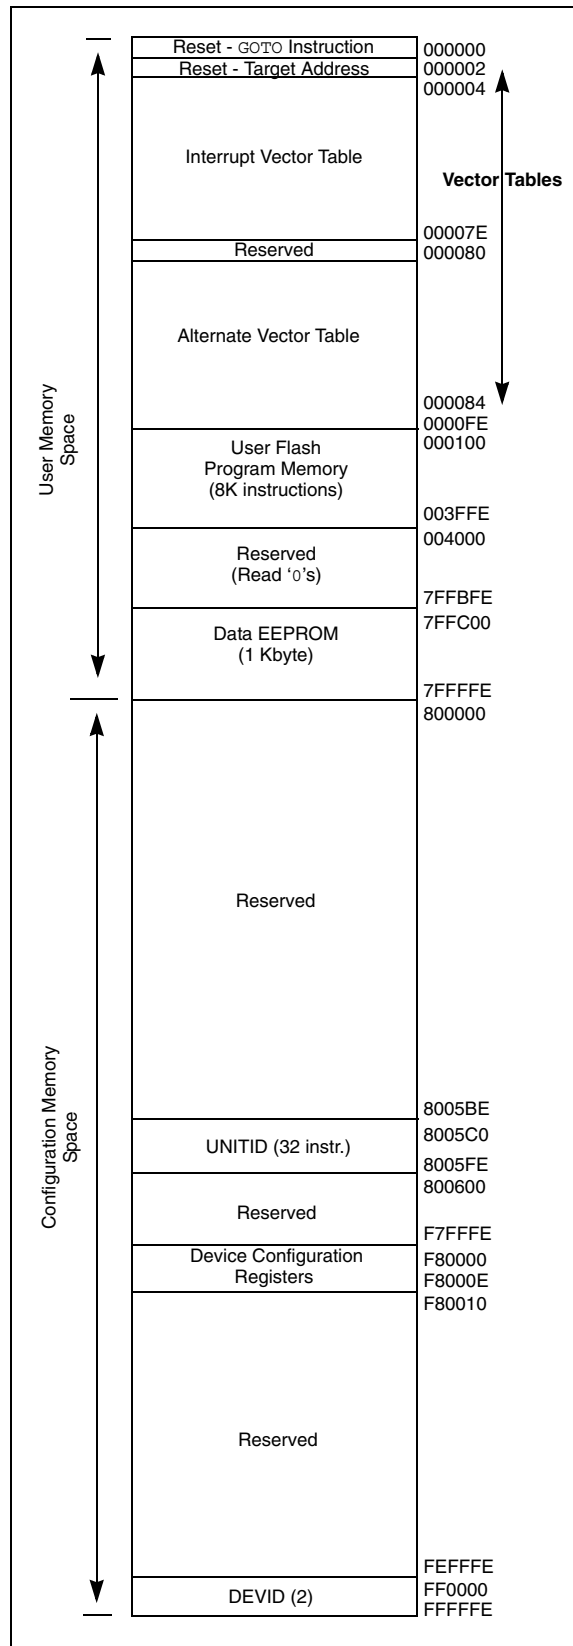 Reset - GOTO Instruction 000000
Reset - Target Address 000002
000004
Interrupt Vector Table
Vector Tables
00007E
Reserved 000080
Alternate Vector Table
000084
0000FE
User Memory
Space
User Flash 000100
Program Memory
(8K instructions)
003FFE
004000
Reserved
(Read ‘0’s)
7FFBFE
Data EEPROM 7FFC00
(1 Kbyte)
7FFFFE
800000
Reserved
Configuration Memory
Space
8005BE
8005C0
UNITID (32 instr.)
8005FE
800600
Reserved
F7FFFE
Device Configuration F80000
Registers F8000E
F80010
Reserved
FEFFFE
DEVID (2) FF0000
FFFFFE